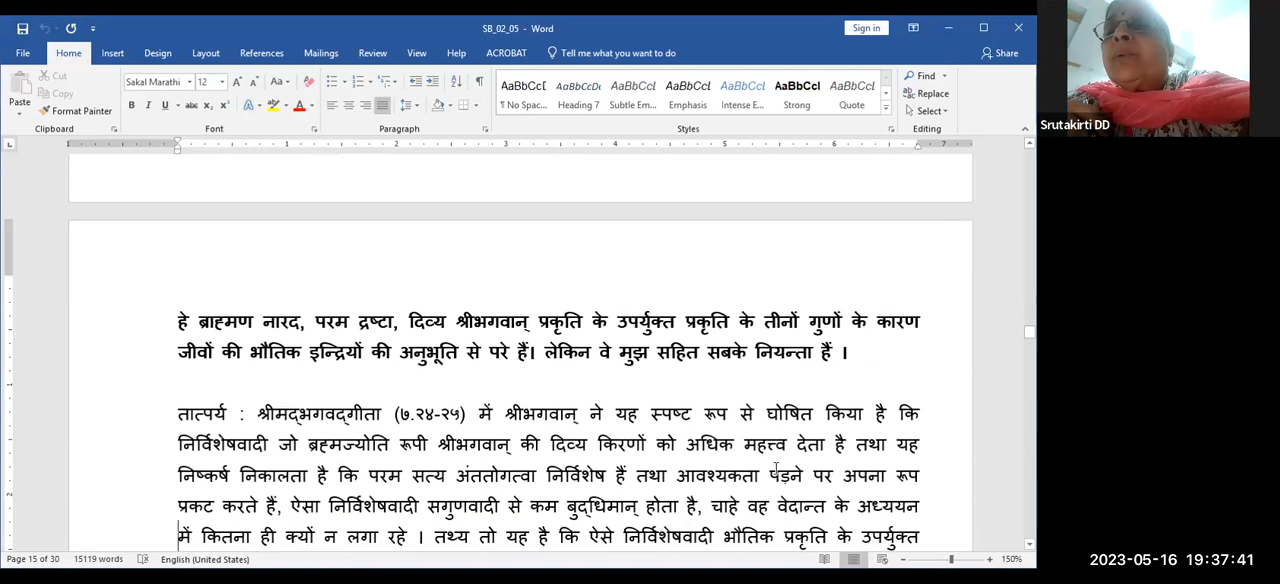 SB_02_05 - Word
Sign in
File Home Insert Design Layout References Mailings Review View Help ACROBAT Tell me what you want to do Share
Paste Cut Copy Format Painter
Sakal Marathi 12
AaBbCcD AaBbCcDc AaBbCcL AaBbCcL AaBbCcL AaBbCcI AaBbCcL
¶ No Spac... Heading 7 Subtle Em... Emphasis Intense E... Strong Quote
Find Replace Select
Clipboard Font Paragraph Styles Editing
Srutakirti DD
हे ब्राह्मण नारद, परम द्रष्टा, दिव्य श्रीभगवान् प्रकृति के उपर्युक्त प्रकृति के तीनों गुणों के कारण
जीवों की भौतिक इन्द्रियों की अनुभूति से परे हैं। लेकिन वे मुझ सहित सबके नियन्ता हैं ।
तात्पर्य : श्रीमद्भगवद्गीता (७.२४-२५) में श्रीभगवान् ने यह स्पष्ट रूप से घोषित किया है कि
निर्विशेषवादी जो ब्रह्मज्योति रूपी श्रीभगवान् की दिव्य किरणों को अधिक महत्त्व देता है तथा यह
निष्कर्ष निकालता है कि परम सत्य अंततोगत्वा निर्विशेष हैं तथा आवश्यकता पड़ने पर अपना रूप
प्रकट करते हैं, ऐसा निर्विशेषवादी सगुणवादी से कम बुद्धिमान् होता है, चाहे वह वेदान्त के अध्ययन
में कितना ही क्यों न लगा रहे । तथ्य तो यह है कि ऐसे निर्विशेषवादी भौतिक प्रकृति के उपर्युक्त
Page 15 of 30 15119 words English (United States) 150%
2023-05-16 19:37:41